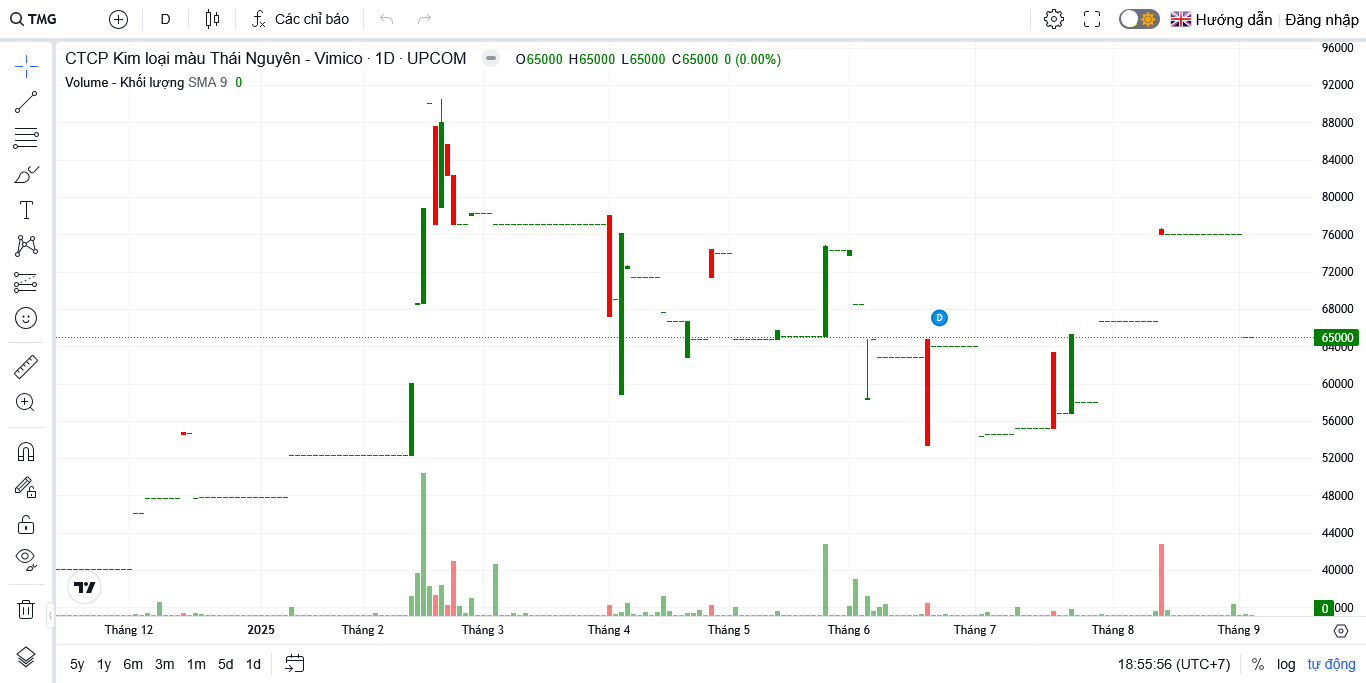 TMG D Các chỉ báo Hướng dẫn Đăng nhập
CTCP Kim loại màu Thái Nguyên - Vimico · 1D · UPCOM O65000 H65000 L65000 C65000 0 (0.00%)
Volume - Khối lượng SMA 9 0
96000
92000
88000
84000
80000
76000
72000
68000
D
65000
64000
60000
56000
52000
48000
44000
40000
0 000
Tháng 12 2025 Tháng 2 Tháng 3 Tháng 4 Tháng 5 Tháng 6 Tháng 7 Tháng 8 Tháng 9
5y 1y 6m 3m 1m 5d 1d 18:55:56 (UTC+7) % log tự động